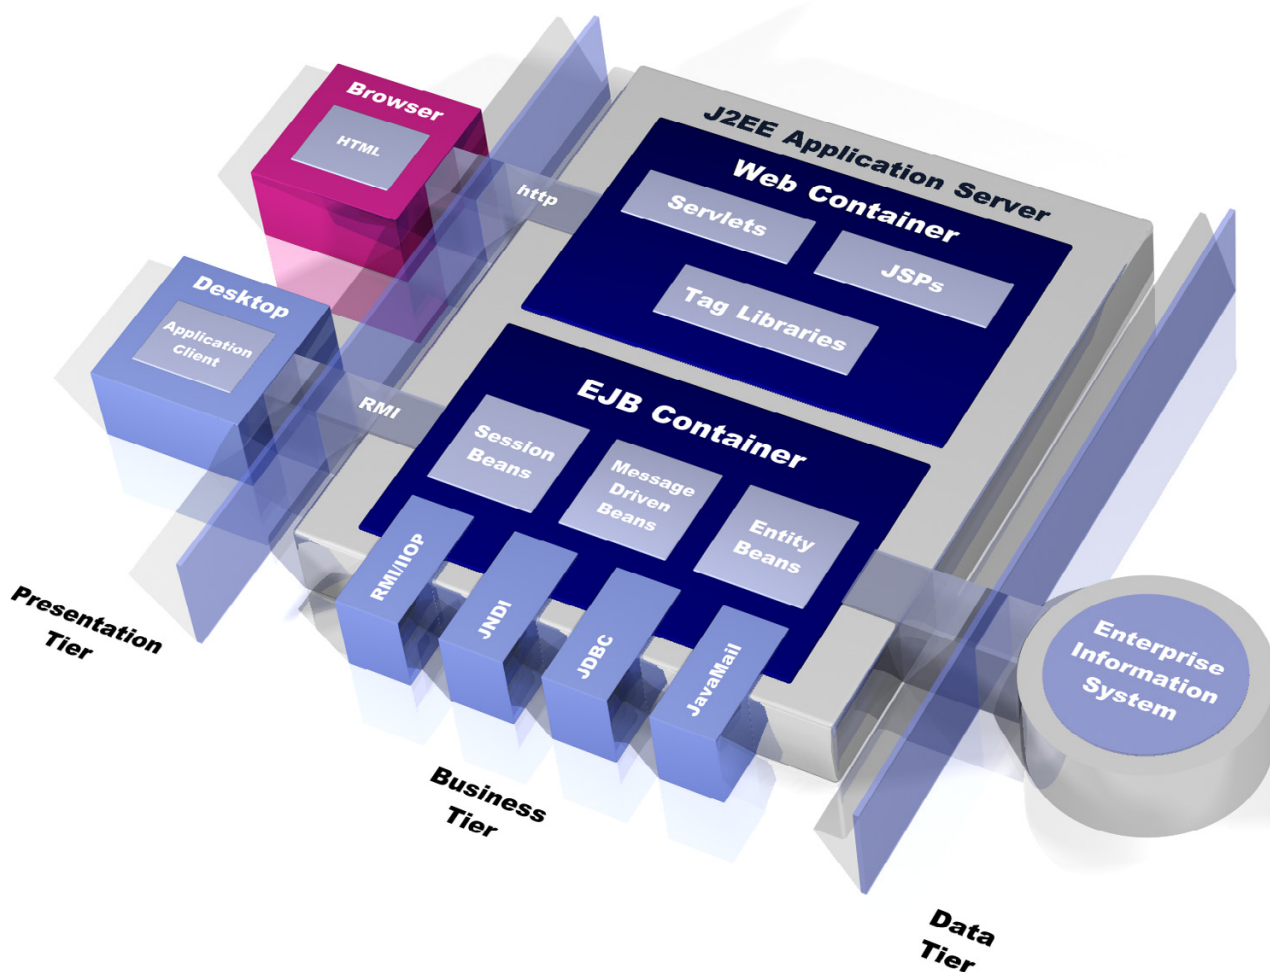 Browser
HTML
http
Desktop
Application
Client
RMI
J2EE Application Server
Web Container
Servlets
JSPs
Tag Libraries
EJB Container
Session
Beans
Message
Driven
Beans
Entity
Beans
RMI/IIOP
JNDI
JDBC
JavaMail
Enterprise
Information
System
Presentation
Tier
Business
Tier
Data
Tier